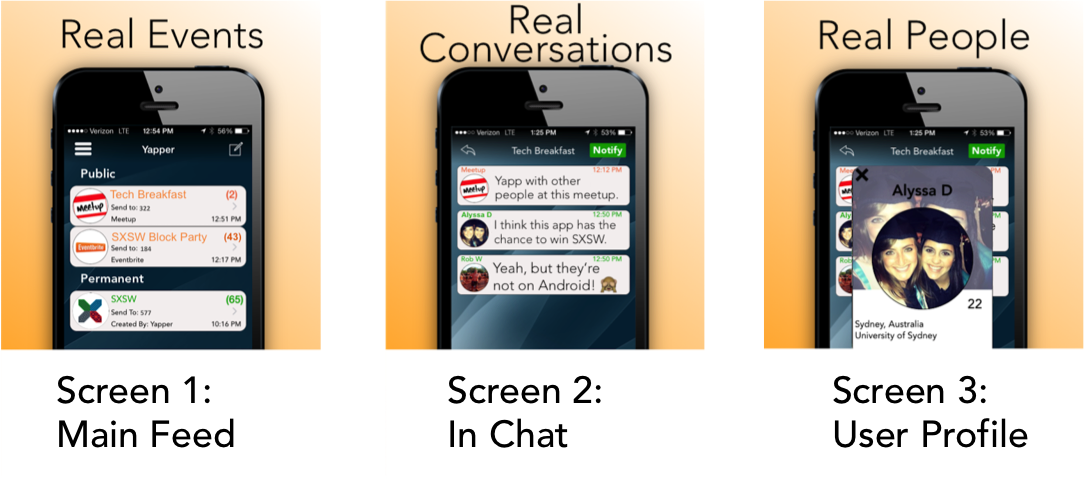 Real Events
●●●●○ Verizon LTE 12:54 PM 56%
Yapper
Public
meetup
Tech Breakfast (2)
Send to: 322
Meetup 12:51 PM
Eventbrite
SXSW Block Party (43)
Send to: 184
Eventbrite 12:17 PM
Permanent
SXSW (65)
Send To: 577
Created By: Yapper 10:16 PM
Screen 1:
Main Feed
Real
Conversations
●●●○○ Verizon LTE 1:25 PM 53%
Tech Breakfast Notify
Meetup 12:12 PM
meetup
Yapp with other
people at this meetup.
Alyssa D 12:50 PM
I think this app has the
chance to win SXSW.
Rob W 12:50 PM
Yeah, but they're
not on Android! 🙈
Screen 2:
In Chat
Real People
●●●○○ Verizon LTE 1:25 PM 53%
Tech Breakfast Notify
Alyssa D
22
Sydney, Australia
University of Sydney
Screen 3:
User Profile